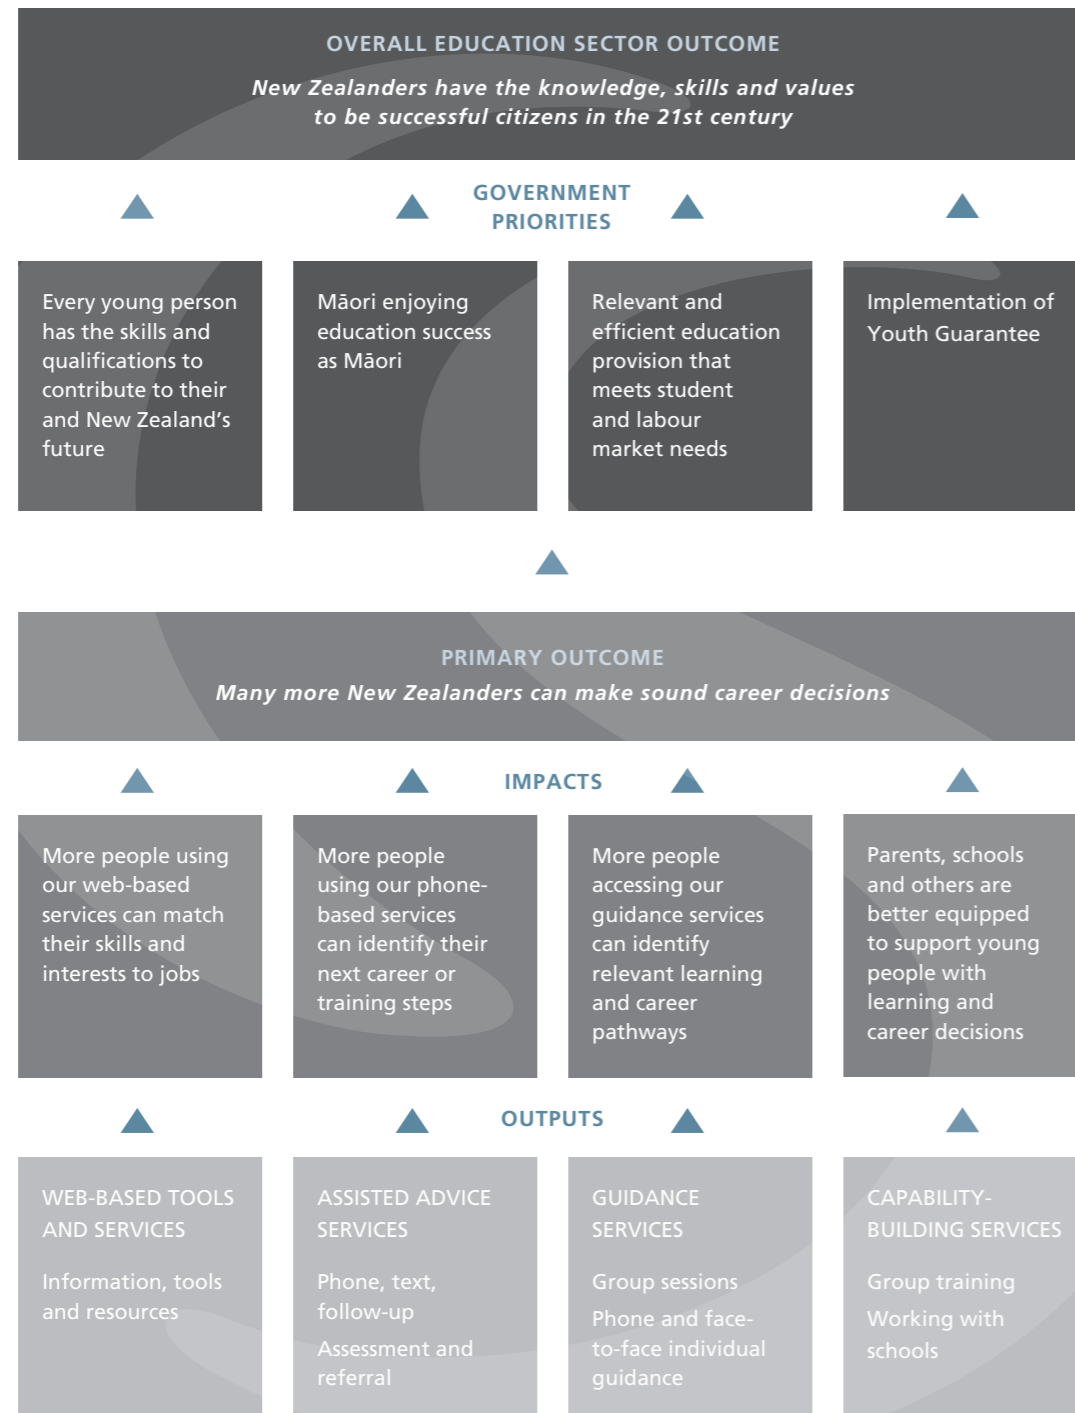 OVERALL EDUCATION SECTOR OUTCOME
New Zealanders have the knowledge, skills and values
to be successful citizens in the 21st century
GOVERNMENT
PRIORITIES
Every young person
has the skills and
qualifications to
contribute to their
and New Zealand’s
future
Māori enjoying
education success
as Māori
Relevant and
efficient education
provision that
meets student
and labour
market needs
Implementation of
Youth Guarantee
PRIMARY OUTCOME
Many more New Zealanders can make sound career decisions
IMPACTS
More people using
our web-based
services can match
their skills and
interests to jobs
More people
using our phone-
based services
can identify their
next career or
training steps
More people
accessing our
guidance services
can identify
relevant learning
and career
pathways
Parents, schools
and others are
better equipped
to support young
people with
learning and
career decisions
OUTPUTS
WEB-BASED TOOLS
AND SERVICES
Information, tools
and resources
ASSISTED ADVICE
SERVICES
Phone, text,
follow-up
Assessment and
referral
GUIDANCE
SERVICES
Group sessions
Phone and face-
to-face individual
guidance
CAPABILITY-
BUILDING SERVICES
Group training
Working with
schools